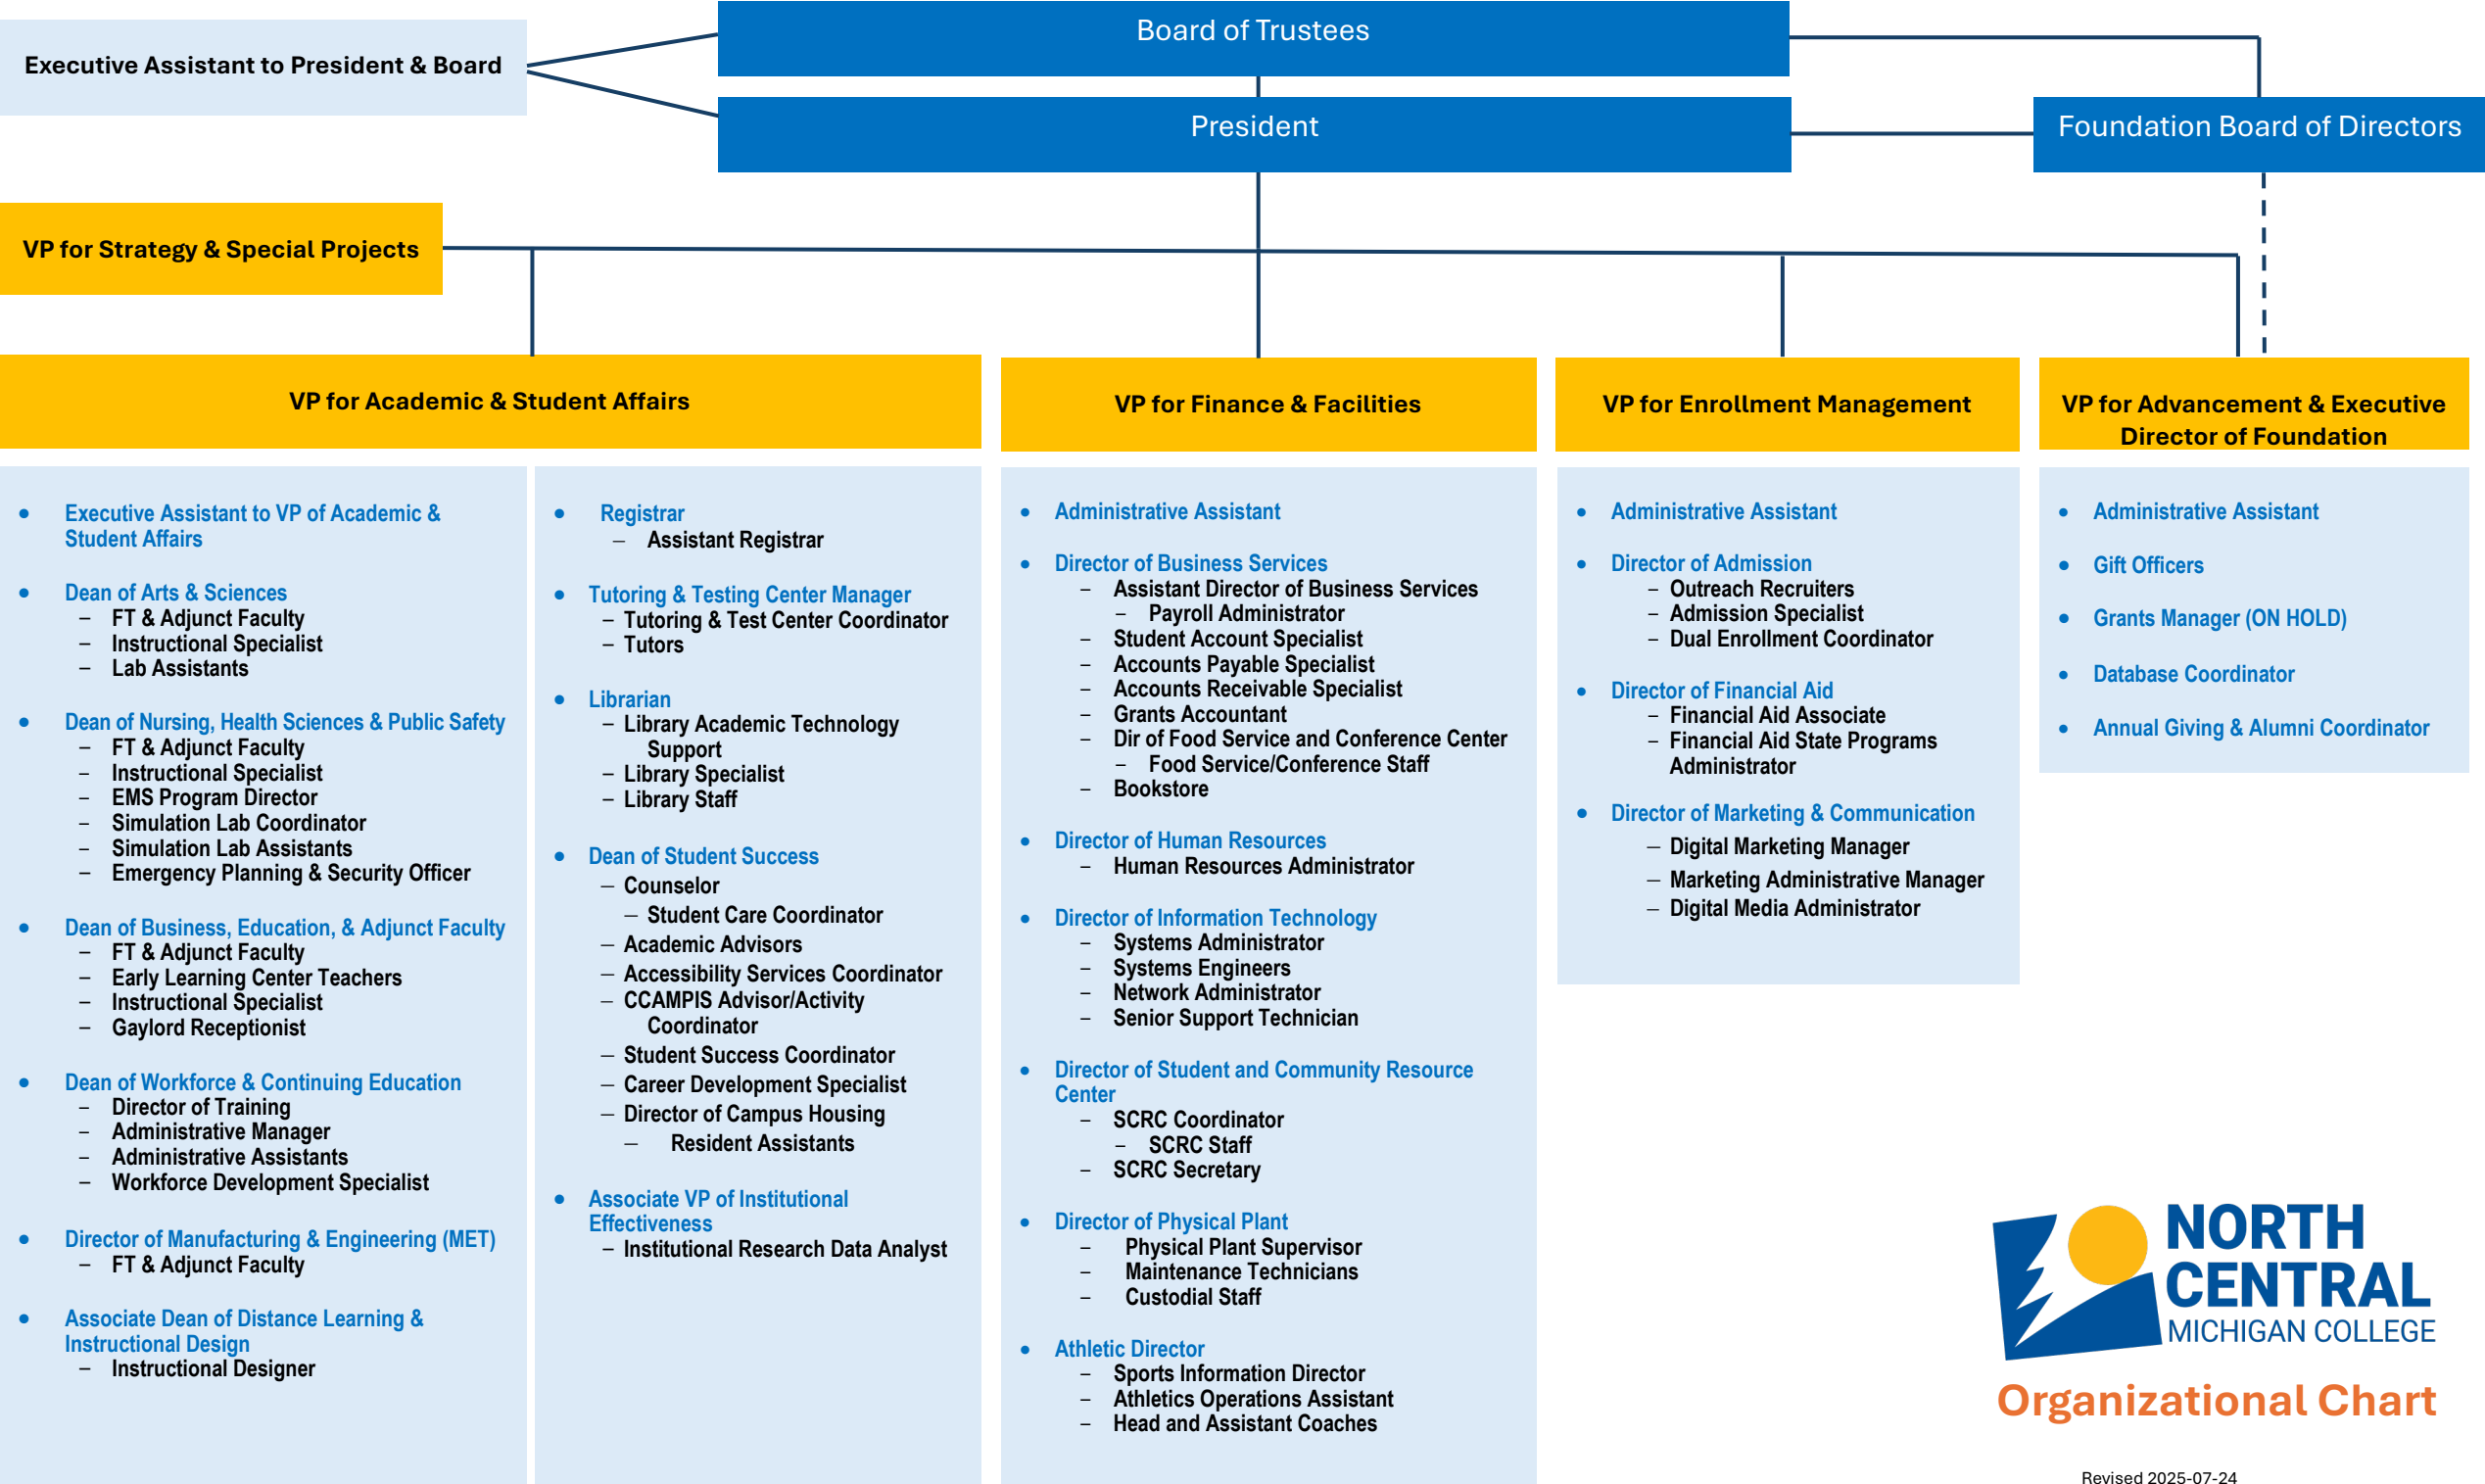 Board of Trustees
Executive Assistant to President & Board
President
Foundation Board of Directors
VP for Strategy & Special Projects
VP for Academic & Student Affairs
• Executive Assistant to VP of Academic &
Student Affairs
• Dean of Arts & Sciences
– FT & Adjunct Faculty
– Instructional Specialist
– Lab Assistants
• Dean of Nursing, Health Sciences & Public Safety
– FT & Adjunct Faculty
– Instructional Specialist
– EMS Program Director
– Simulation Lab Coordinator
– Simulation Lab Assistants
– Emergency Planning & Security Officer
• Dean of Business, Education, & Adjunct Faculty
– FT & Adjunct Faculty
– Early Learning Center Teachers
– Instructional Specialist
– Gaylord Receptionist
• Dean of Workforce & Continuing Education
– Director of Training
– Administrative Manager
– Administrative Assistants
– Workforce Development Specialist
• Director of Manufacturing & Engineering (MET)
– FT & Adjunct Faculty
• Associate Dean of Distance Learning &
Instructional Design
– Instructional Designer
• Registrar
– Assistant Registrar
• Tutoring & Testing Center Manager
– Tutoring & Test Center Coordinator
– Tutors
• Librarian
– Library Academic Technology
Support
– Library Specialist
– Library Staff
• Dean of Student Success
– Counselor
– Student Care Coordinator
– Academic Advisors
– Accessibility Services Coordinator
– CCAMPIS Advisor/Activity
Coordinator
– Student Success Coordinator
– Career Development Specialist
– Director of Campus Housing
– Resident Assistants
• Associate VP of Institutional
Effectiveness
– Institutional Research Data Analyst
VP for Finance & Facilities
• Administrative Assistant
• Director of Business Services
– Assistant Director of Business Services
– Payroll Administrator
– Student Account Specialist
– Accounts Payable Specialist
– Accounts Receivable Specialist
– Grants Accountant
– Dir of Food Service and Conference Center
– Food Service/Conference Staff
– Bookstore
• Director of Human Resources
– Human Resources Administrator
• Director of Information Technology
– Systems Administrator
– Systems Engineers
– Network Administrator
– Senior Support Technician
• Director of Student and Community Resource
Center
– SCRC Coordinator
– SCRC Staff
– SCRC Secretary
• Director of Physical Plant
– Physical Plant Supervisor
– Maintenance Technicians
– Custodial Staff
• Athletic Director
– Sports Information Director
– Athletics Operations Assistant
– Head and Assistant Coaches
VP for Enrollment Management
• Administrative Assistant
• Director of Admission
– Outreach Recruiters
– Admission Specialist
– Dual Enrollment Coordinator
• Director of Financial Aid
– Financial Aid Associate
– Financial Aid State Programs
Administrator
• Director of Marketing & Communication
– Digital Marketing Manager
– Marketing Administrative Manager
– Digital Media Administrator
VP for Advancement & Executive
Director of Foundation
• Administrative Assistant
• Gift Officers
• Grants Manager (ON HOLD)
• Database Coordinator
• Annual Giving & Alumni Coordinator
NORTH
CENTRAL
MICHIGAN COLLEGE
Organizational Chart
Revised 2025-07-24